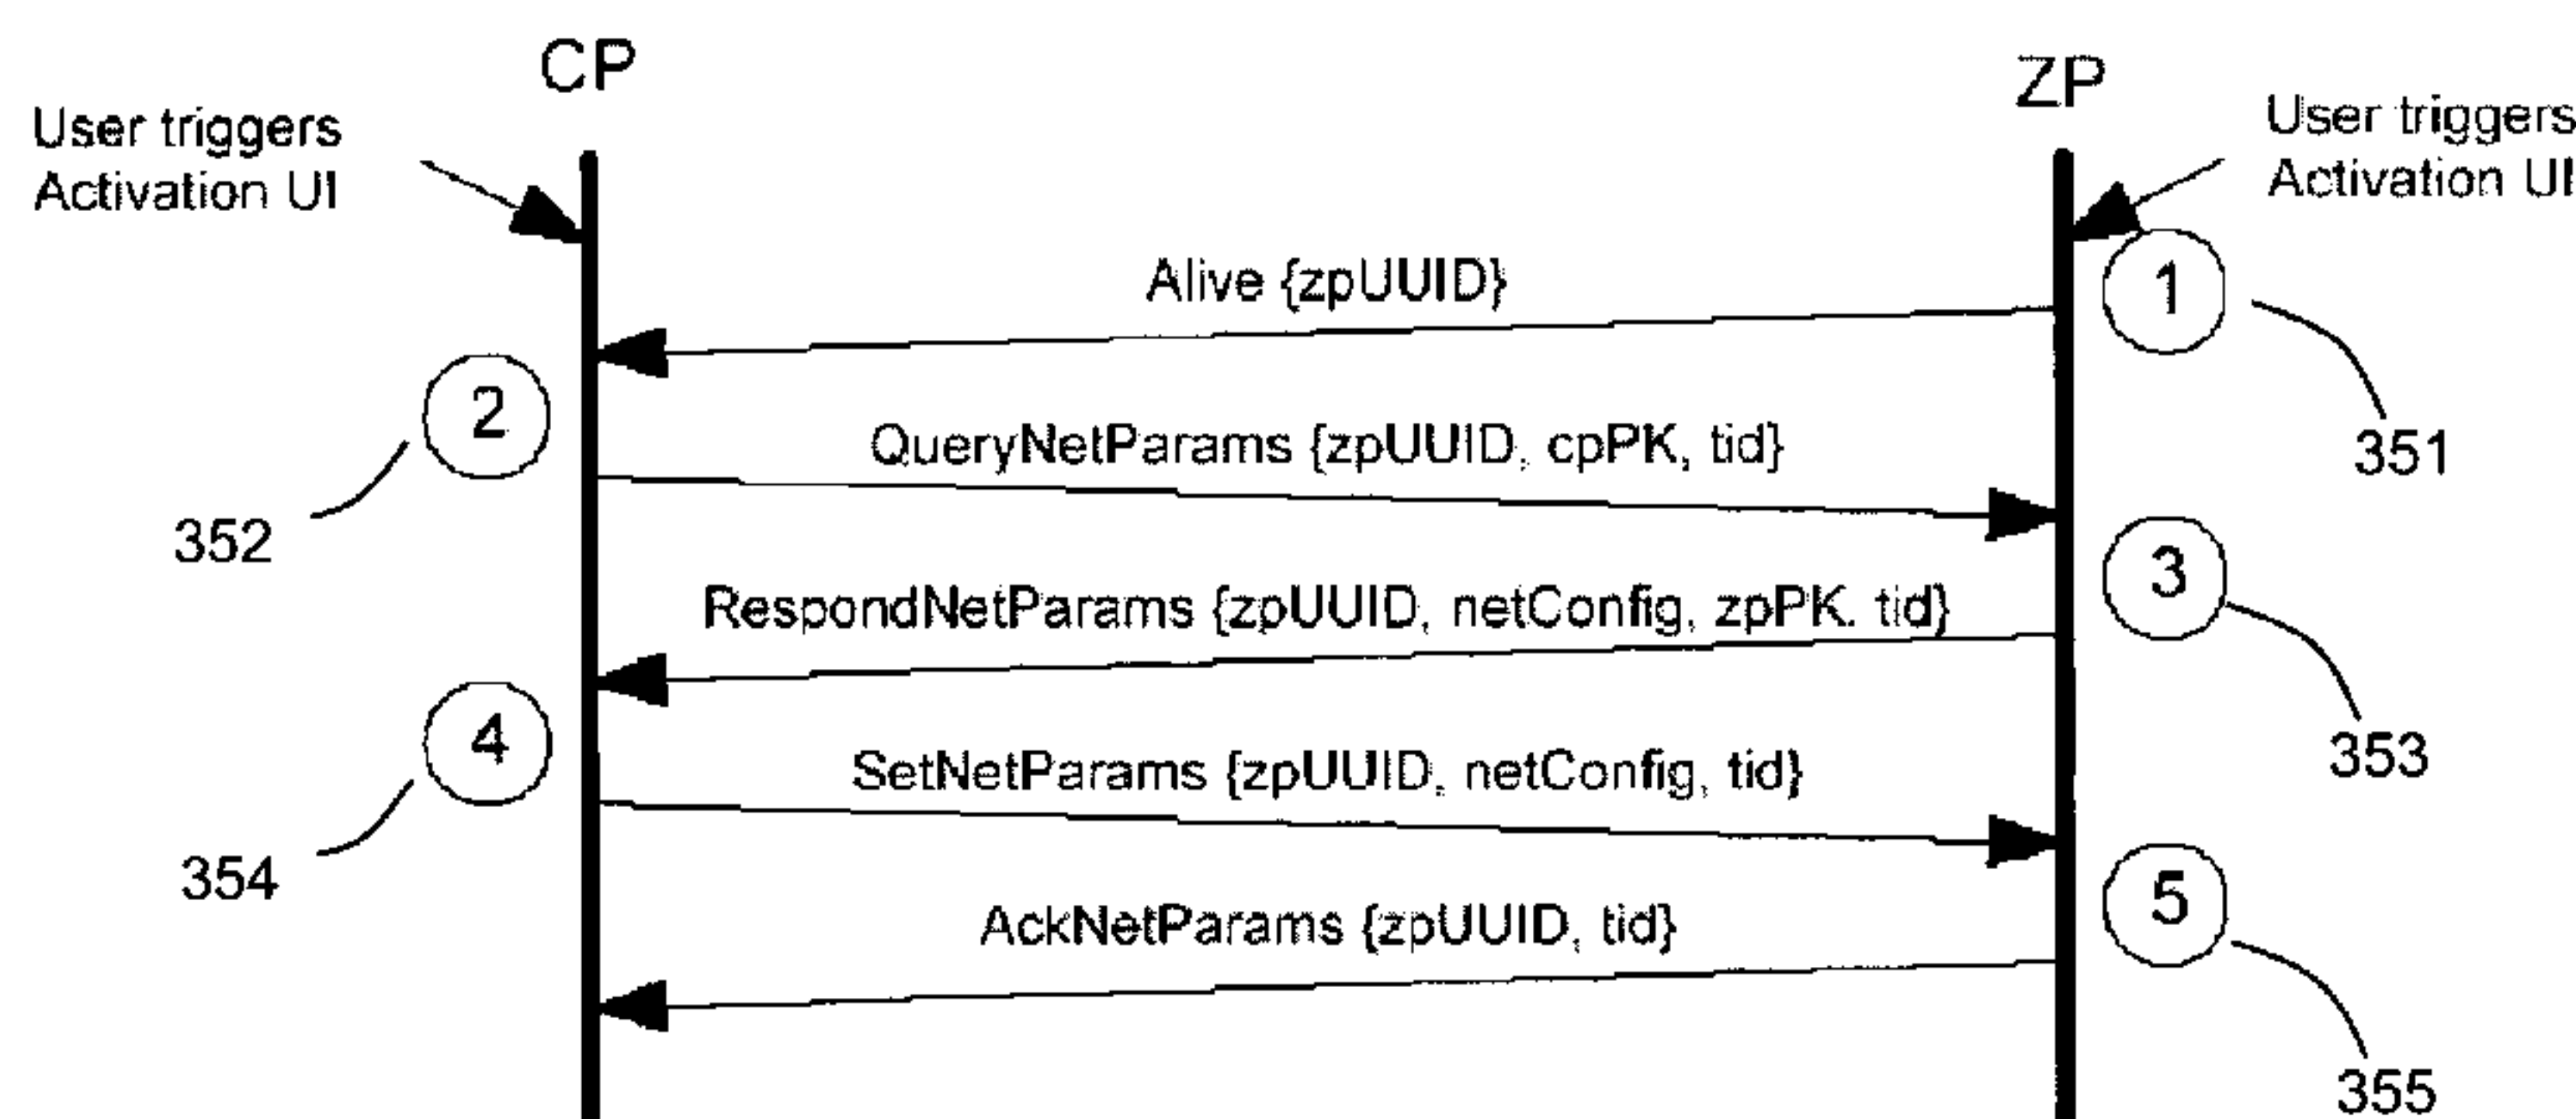 CP
ZP
User triggers
Activation UI
User triggers
Activation UI
Alive {zpUUID}
1
351
2
352
QueryNetParams {zpUUID, cpPK, tid}
3
353
RespondNetParams {zpUUID, netConfig, zpPK. tid}
4
354
SetNetParams {zpUUID, netConfig, tid}
5
355
AckNetParams {zpUUID, tid}